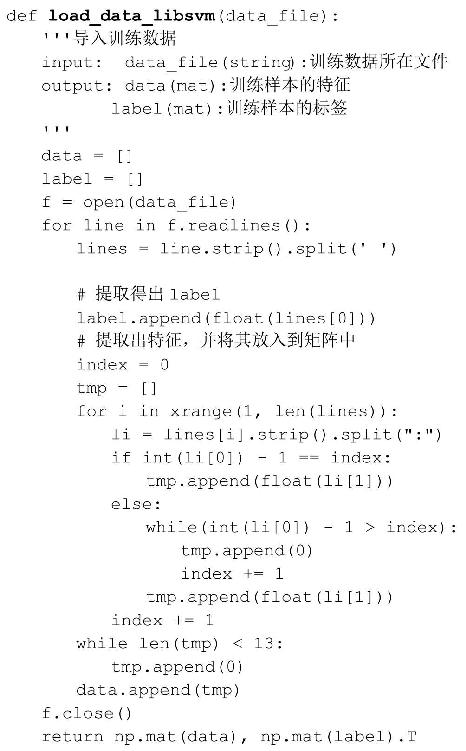 def load_data_libsvm(data_file):
    '''导入训练数据
    input:  data_file(string):训练数据所在文件
    output: data(mat):训练样本的特征
            label(mat):训练样本的标签
    '''
    data = []
    label = []
    f = open(data_file)
    for line in f.readlines():
        lines = line.strip().split(' ')

        # 提取得出label
        label.append(float(lines[0]))
        # 提取出特征，并将其放入到矩阵中
        index = 0
        tmp = []
        for i in xrange(1, len(lines)):
            li = lines[i].strip().split(":")
            if int(li[0]) - 1 == index:
                tmp.append(float(li[1]))
            else:
                while(int(li[0]) - 1 > index):
                    tmp.append(0)
                    index += 1
                tmp.append(float(li[1]))
            index += 1
        while len(tmp) < 13:
            tmp.append(0)
        data.append(tmp)
    f.close()
    return np.mat(data), np.mat(label).T